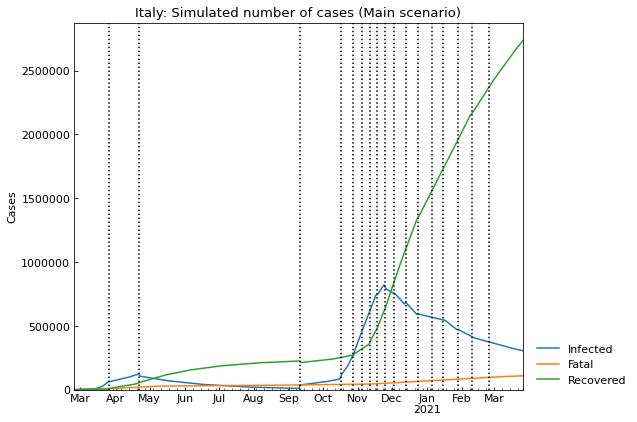 Italy: Simulated number of cases (Main scenario)
Cases
2500000
2000000
1500000
1000000
500000
0
Mar Apr May Jun Jul Aug Sep Oct Nov Dec Jan Feb Mar
2021
Infected
Fatal
Recovered